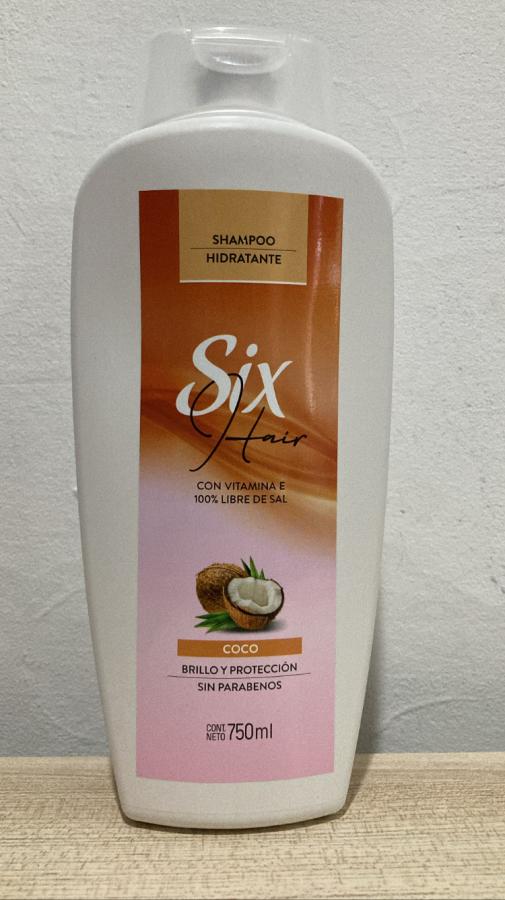 SHAMPOO
HIDRATANTE
Six
Hair
CON VITAMINA E
100% LIBRE DE SAL
COCO
BRILLO Y PROTECCIÓN
SIN PARABENOS
CONT. NETO 750ml